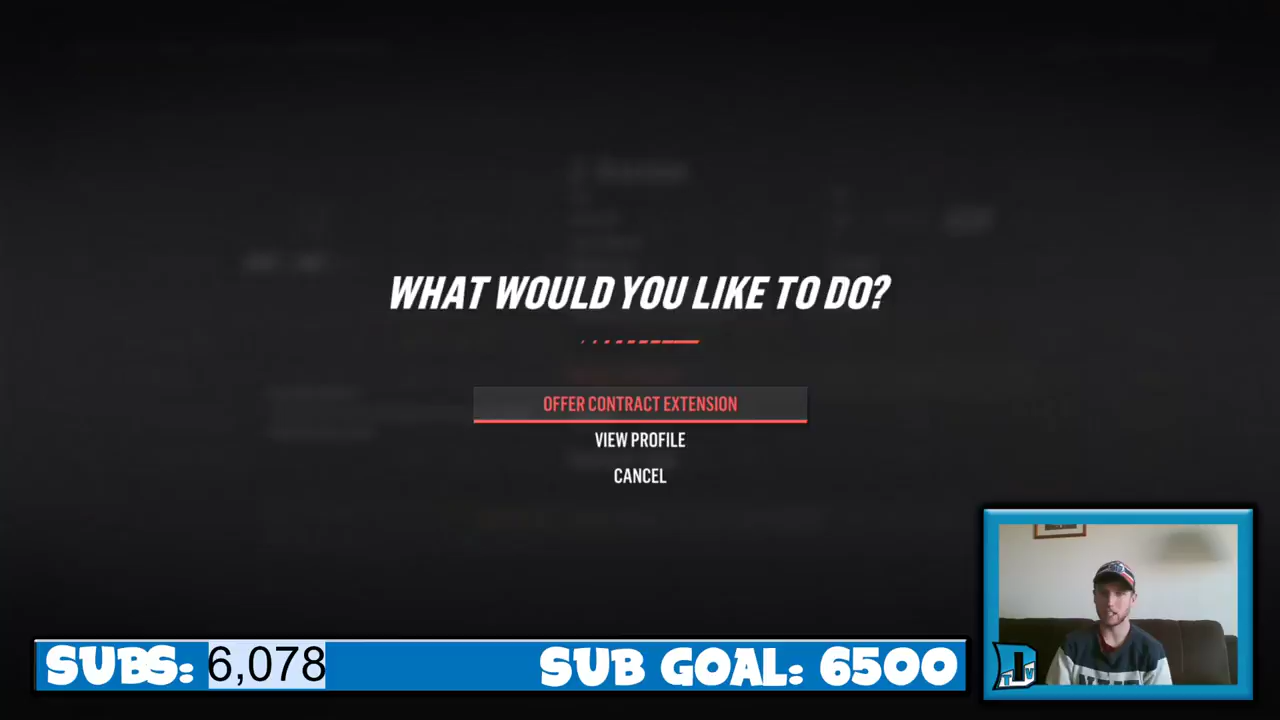 WHAT WOULD YOU LIKE TO DO?
OFFER CONTRACT EXTENSION
VIEW PROFILE
CANCEL
SUBS: 6,078
SUB GOAL: 6500